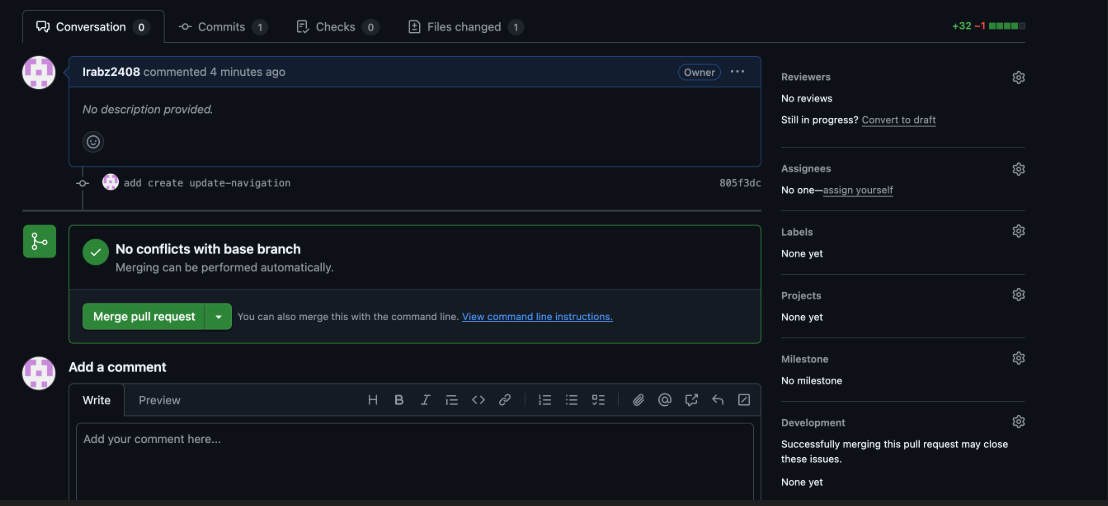 Conversation 0 Commits 1 Checks 0 Files changed 1 +32 −1
lrabz2408 commented 4 minutes ago Owner
No description provided.
add create update-navigation 805f3dc
No conflicts with base branch
Merging can be performed automatically.
Merge pull request You can also merge this with the command line. View command line instructions.
Add a comment
Write Preview
Add your comment here...
Reviewers
No reviews
Still in progress? Convert to draft
Assignees
No one—assign yourself
Labels
None yet
Projects
None yet
Milestone
No milestone
Development
Successfully merging this pull request may close
these issues.
None yet